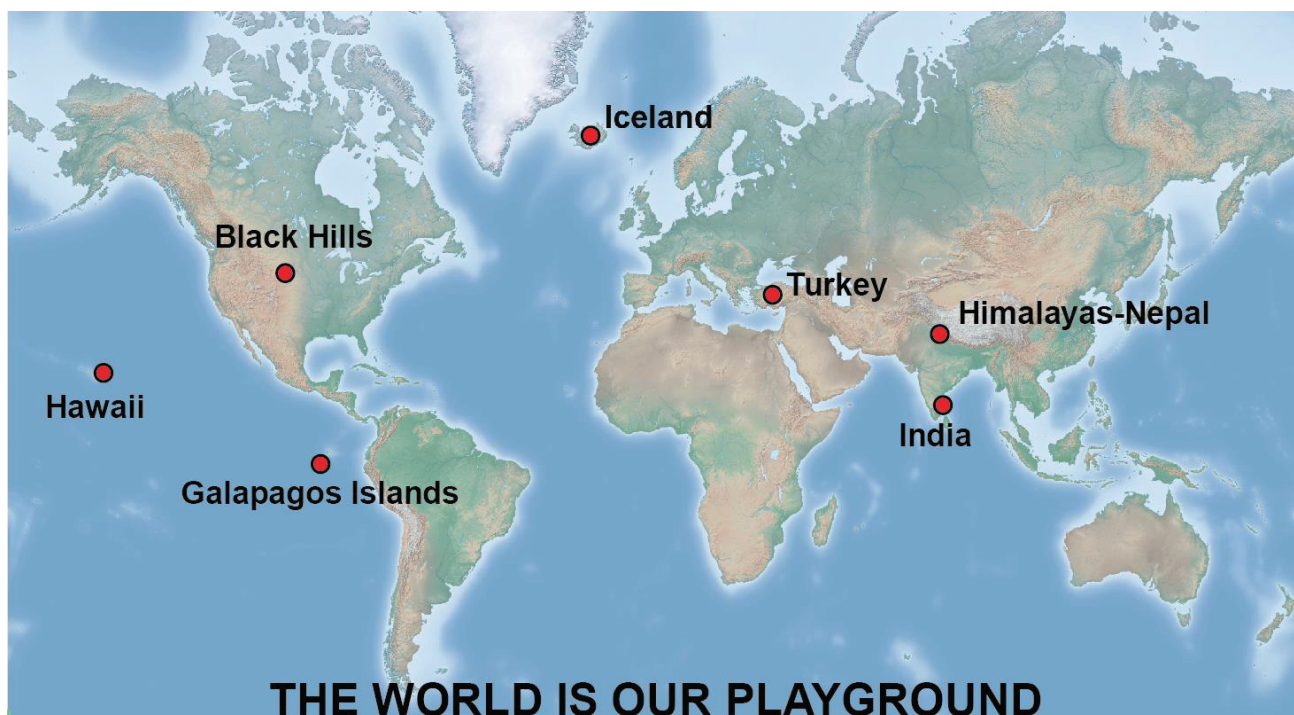 Iceland
Black Hills
Turkey
Himalayas-Nepal
Hawaii
India
Galapagos Islands
THE WORLD IS OUR PLAYGROUND